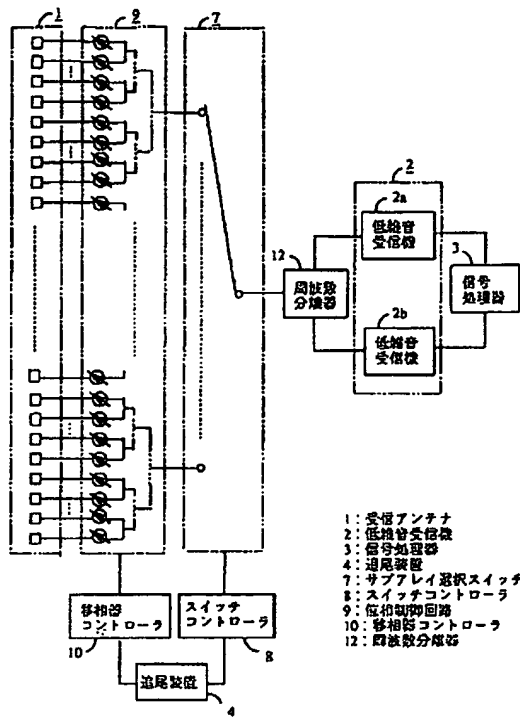 1
9
7
2
2a
低雑音
受信機
12
周波数
分離器
3
信号
処理器
2b
低雑音
受信機
移相器
コントローラ
10
スイッチ
コントローラ
8
追尾装置
4
1：受信アンテナ
2：低雑音受信機
3：信号処理器
4：追尾装置
7：サブアレイ選択スイッチ
8：スイッチコントローラ
9：位相制御回路
10：移相器コントローラ
12：周波数分離器